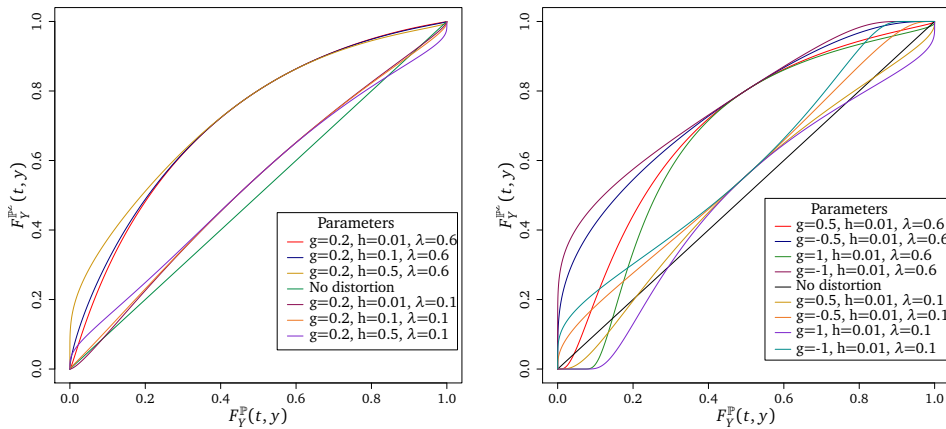 1.0
0.8
0.6
0.4
0.2
0.0
F_Y^{ℙ^ℒ}(t, y)
Parameters
g=0.2, h=0.01, λ=0.6
g=0.2, h=0.1, λ=0.6
g=0.2, h=0.5, λ=0.6
No distortion
g=0.2, h=0.01, λ=0.1
g=0.2, h=0.1, λ=0.1
g=0.2, h=0.5, λ=0.1
0.0 0.2 0.4 0.6 0.8 1.0
F_Y^ℙ(t, y)
1.0
0.8
0.6
0.4
0.2
0.0
F_Y^{ℙ^ℒ}(t, y)
Parameters
g=0.5, h=0.01, λ=0.6
g=-0.5, h=0.01, λ=0.6
g=1, h=0.01, λ=0.6
g=-1, h=0.01, λ=0.6
No distortion
g=0.5, h=0.01, λ=0.1
g=-0.5, h=0.01, λ=0.1
g=1, h=0.01, λ=0.1
g=-1, h=0.01, λ=0.1
0.0 0.2 0.4 0.6 0.8 1.0
F_Y^ℙ(t, y)